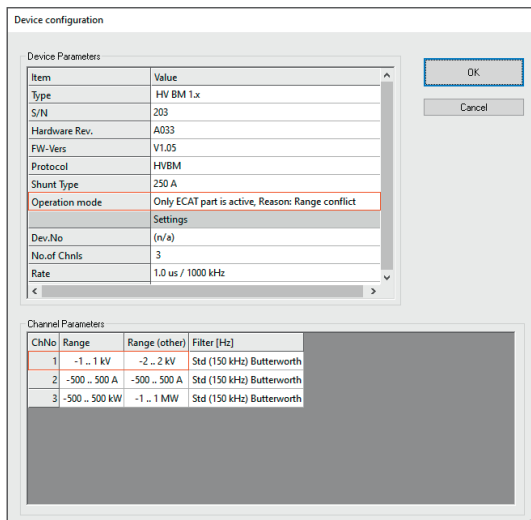 Device configuration
Device Parameters
Item Value
Type HV BM 1.x
S/N 203
Hardware Rev. A033
FW-Vers V1.05
Protocol HVBM
Shunt Type 250 A
Operation mode Only ECAT part is active, Reason: Range conflict
Settings
Dev.No (n/a)
No.of Chnls 3
Rate 1.0 us / 1000 kHz
OK
Cancel
Channel Parameters
ChNo Range Range (other) Filter [Hz]
1 -1 .. 1 kV -2 .. 2 kV Std (150 kHz) Butterworth
2 -500 .. 500 A -500 .. 500 A Std (150 kHz) Butterworth
3 -500 .. 500 kW -1 .. 1 MW Std (150 kHz) Butterworth